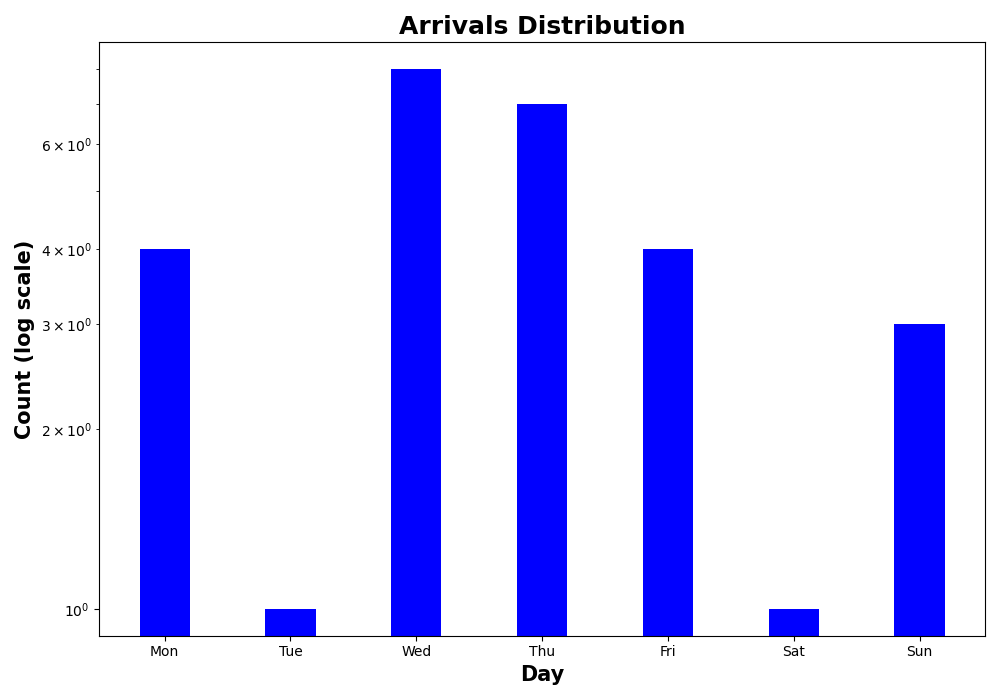 Arrivals Distribution
Count (log scale)
6 × 10⁰
4 × 10⁰
3 × 10⁰
2 × 10⁰
10⁰
Mon Tue Wed Thu Fri Sat Sun
Day